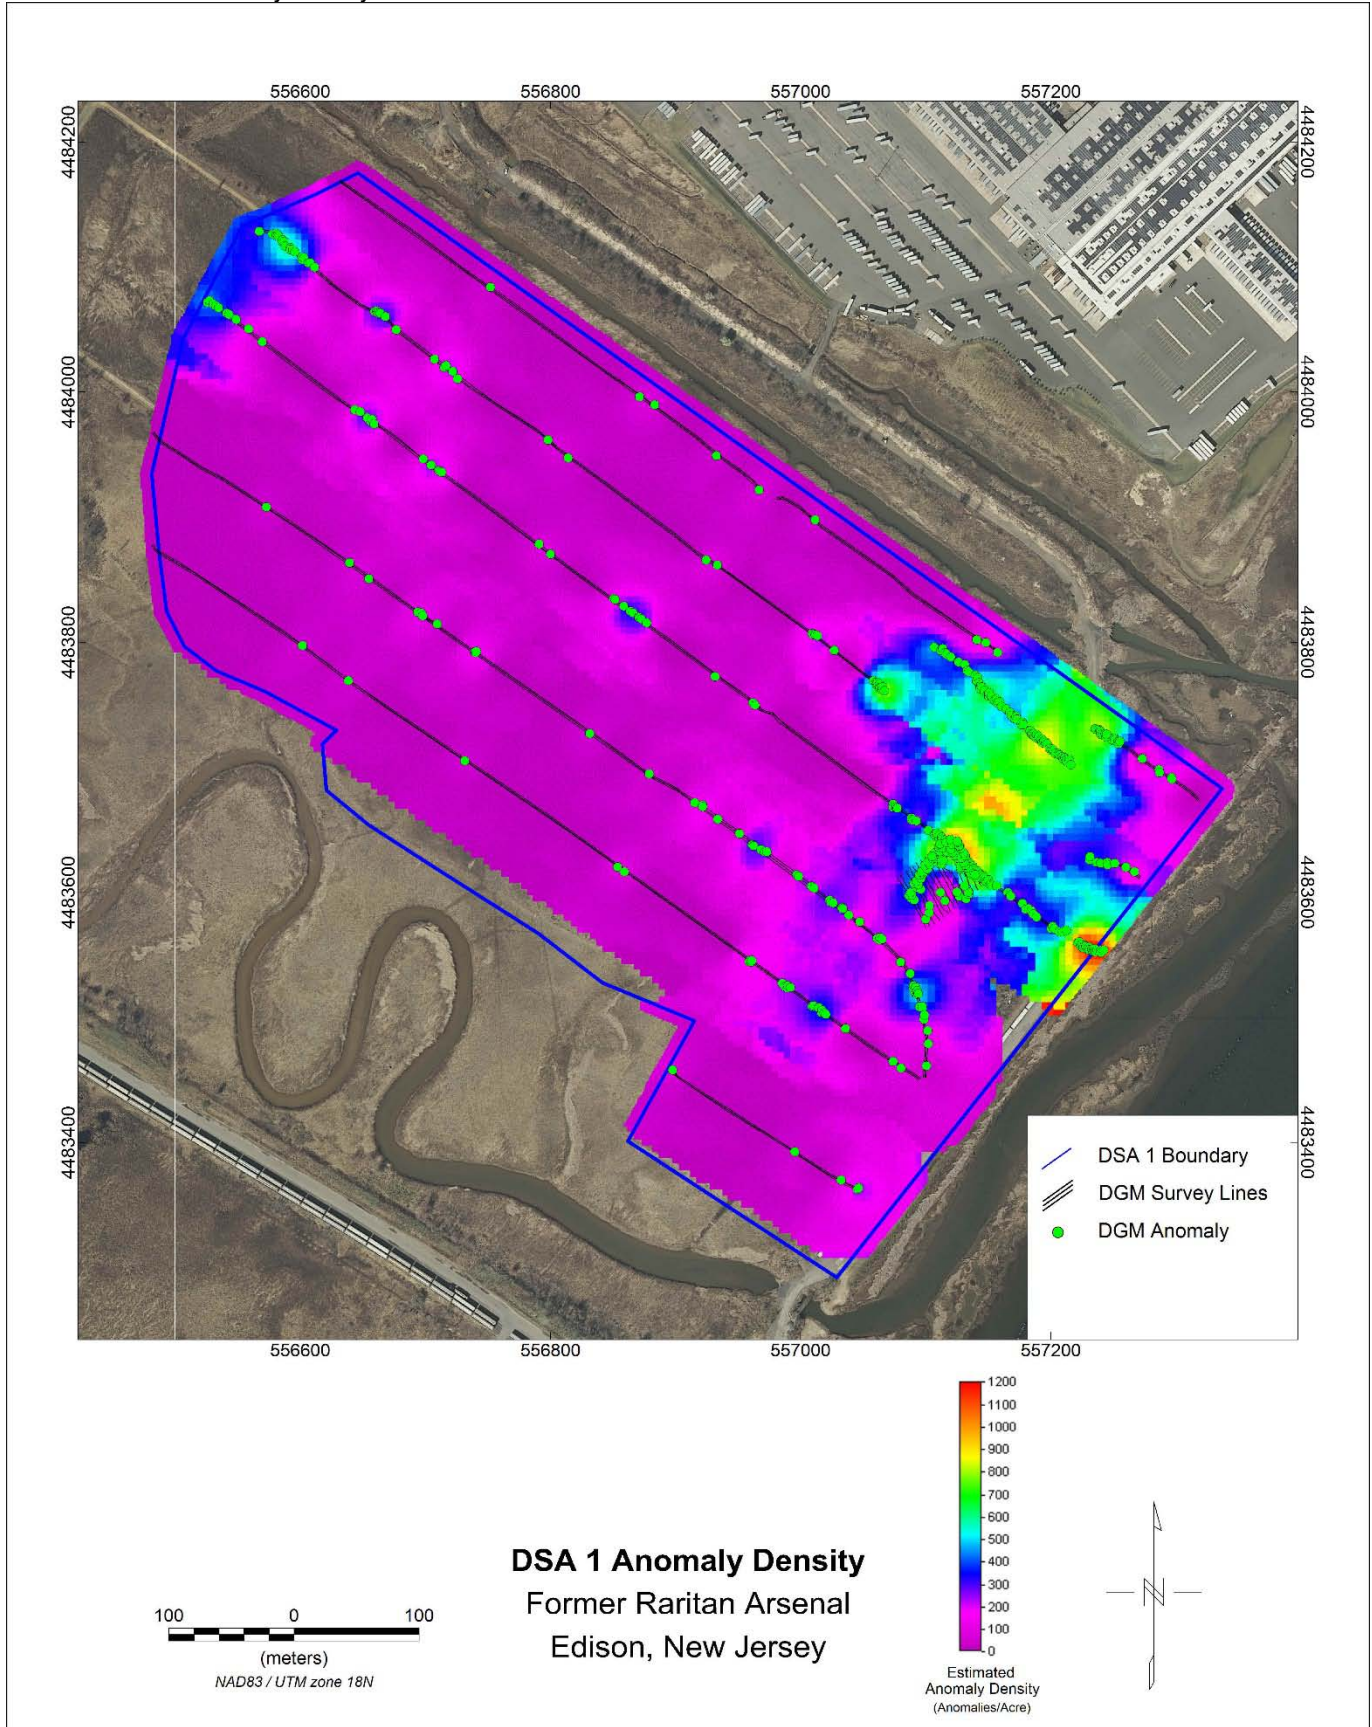 556600 556800 557000 557200
4484200 4484200
4484000 4484000
4483800 4483800
4483600 4483600
4483400 4483400
DSA 1 Boundary
DGM Survey Lines
DGM Anomaly
556600 556800 557000 557200
1200
1100
1000
900
800
700
600
500
400
300
200
100
0
Estimated
Anomaly Density
(Anomalies/Acre)
DSA 1 Anomaly Density
Former Raritan Arsenal
Edison, New Jersey
100 0 100
(meters)
NAD83 / UTM zone 18N
N